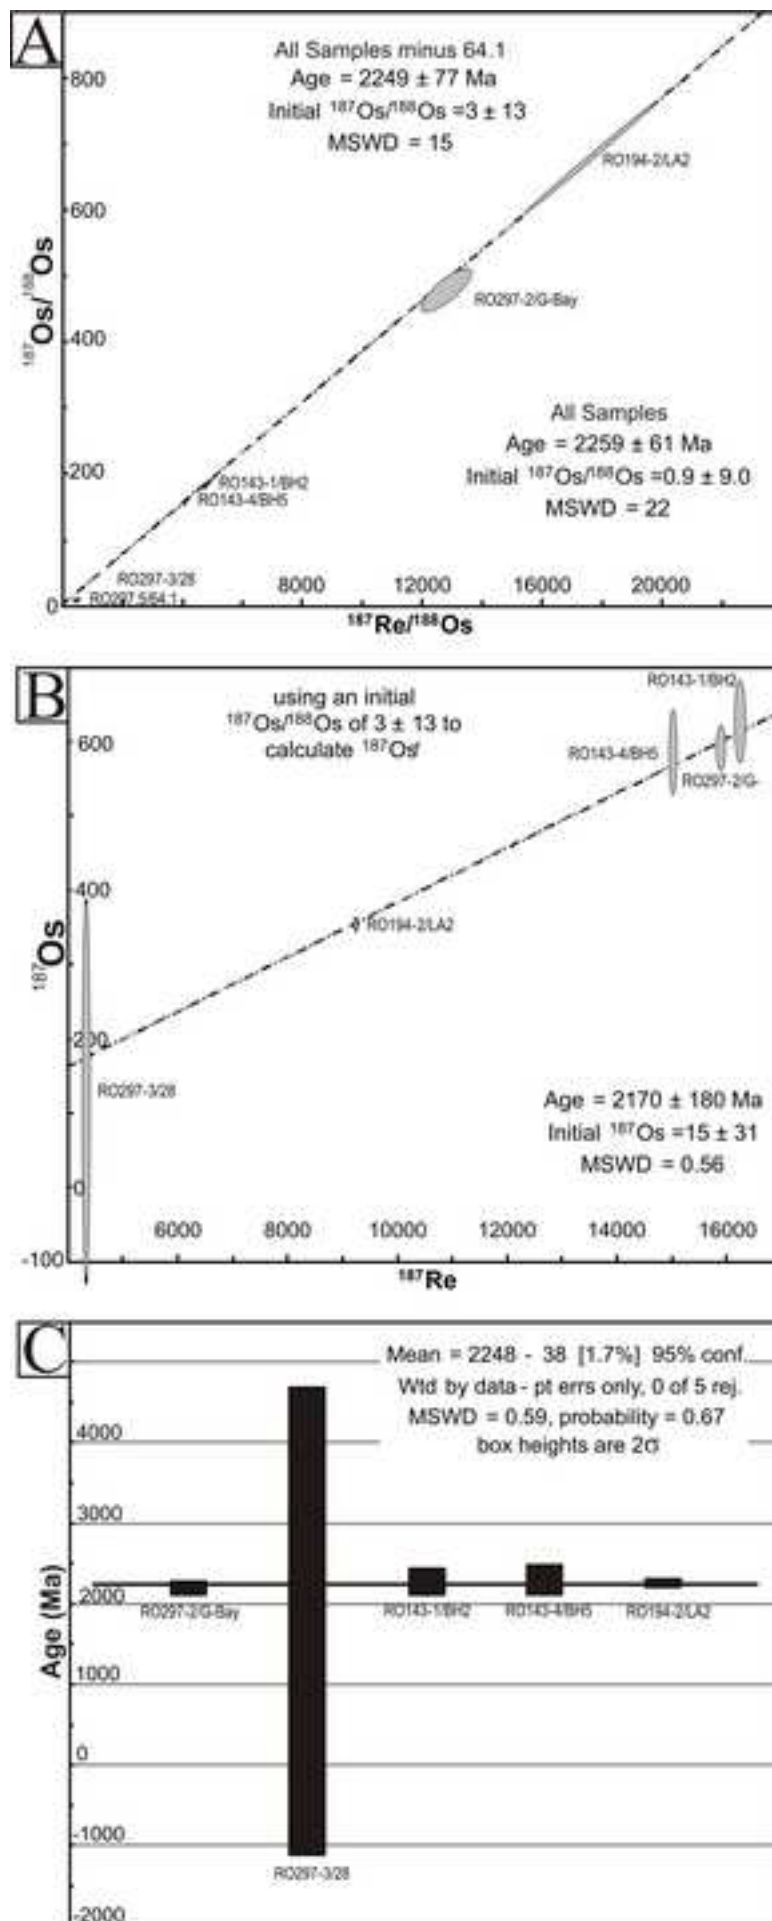 A
All Samples minus 64.1
Age = 2249 ± 77 Ma
Initial ¹⁸⁷Os/¹⁸⁸Os =3 ± 13
MSWD = 15
800
600
400
200
0
¹⁸⁷Os/¹⁸⁸Os
RO194-2/LA2
RO297-2/G-Bay
All Samples
Age = 2259 ± 61 Ma
Initial ¹⁸⁷Os/¹⁸⁸Os =0.9 ± 9.0
MSWD = 22
RO143-1/BH2
RO143-4/BH5
RO297-3/28
RO297.5/64.1
8000 12000 16000 20000
¹⁸⁷Re/¹⁸⁸Os
B
using an initial
¹⁸⁷Os/¹⁸⁸Os of 3 ± 13 to
calculate ¹⁸⁷Osʳ
RO143-1/BH2
600
RO143-4/BH5
RO297-2/G-
400
RO194-2/LA2
¹⁸⁷Os
200
RO297-3/28
Age = 2170 ± 180 Ma
Initial ¹⁸⁷Os =15 ± 31
MSWD = 0.56
0
6000 8000 10000 12000 14000 16000
-100
¹⁸⁷Re
C
Mean = 2248 - 38 [1.7%] 95% conf.
Wtd by data - pt errs only, 0 of 5 rej.
MSWD = 0.59, probability = 0.67
box heights are 2σ
4000
3000
2000
1000
0
-1000
-2000
Age (Ma)
RO297-2/G-Bay
RO143-1/BH2
RO143-4/BH5
RO194-2/LA2
RO297-3/28